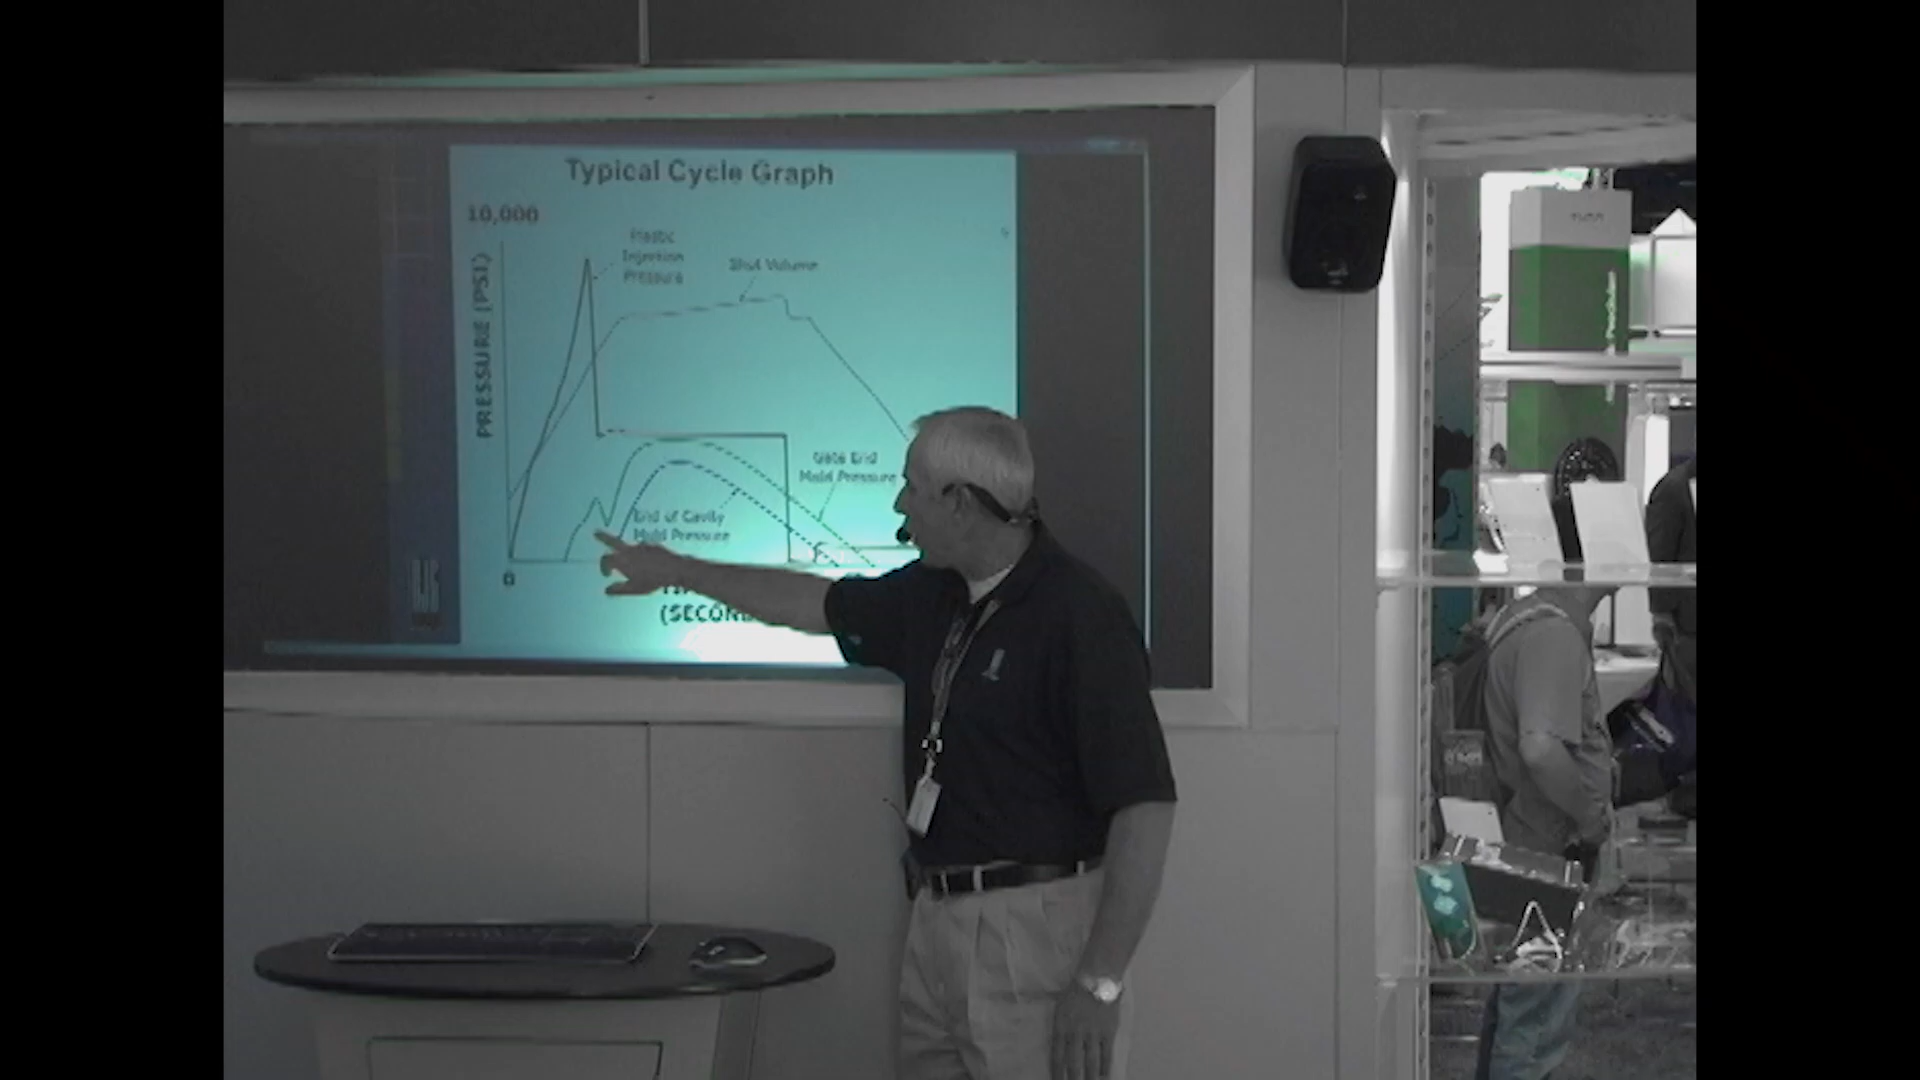 Typical Cycle Graph
10,000
Plastic
Injection
Pressure
Shot Volume
PRESSURE (PSI)
Gate End
Mold Pressure
End of Cavity
Mold Pressure
0